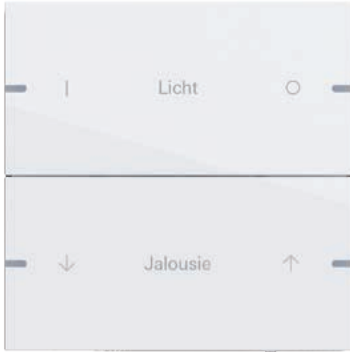 | Licht O
↓ Jalousie ↑